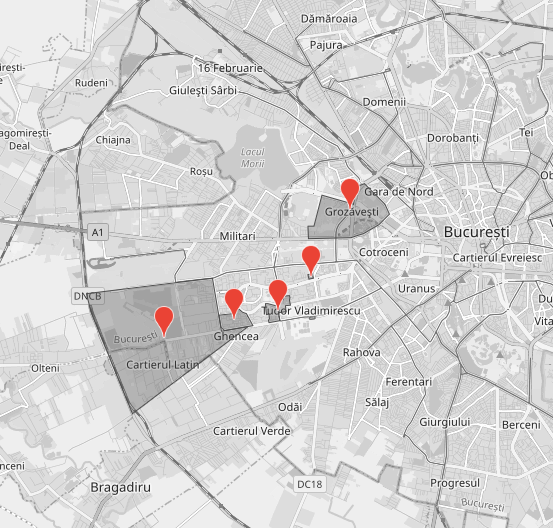 Dămăroaia
Pajura
16 Februarie
Rudeni
Giulești Sârbi
Domenii
Dorobanți
Tei
Deal
Chiajna
Lacul
Morii
Roșu
Gara de Nord
Grozăvești
A1
Militari
București
Cotroceni
Cartierul Evreiesc
Uranus
DNCB
Tudor Vladimirescu
București
Ghencea
Rahova
Olteni
Cartierul Latin
Ferentari
Sălaj
Odăi
Giurgiului
Berceni
Cartierul Verde
Bragadiru
DC18
Progresul
București